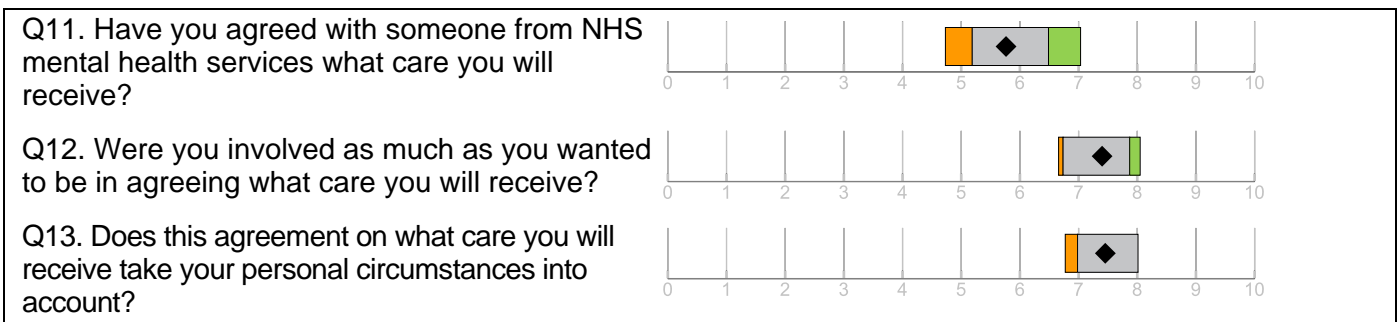 Q11. Have you agreed with someone from NHS
mental health services what care you will
receive?
0 1 2 3 4 5 6 7 8 9 10
Q12. Were you involved as much as you wanted
to be in agreeing what care you will receive?
0 1 2 3 4 5 6 7 8 9 10
Q13. Does this agreement on what care you will
receive take your personal circumstances into
account?
0 1 2 3 4 5 6 7 8 9 10